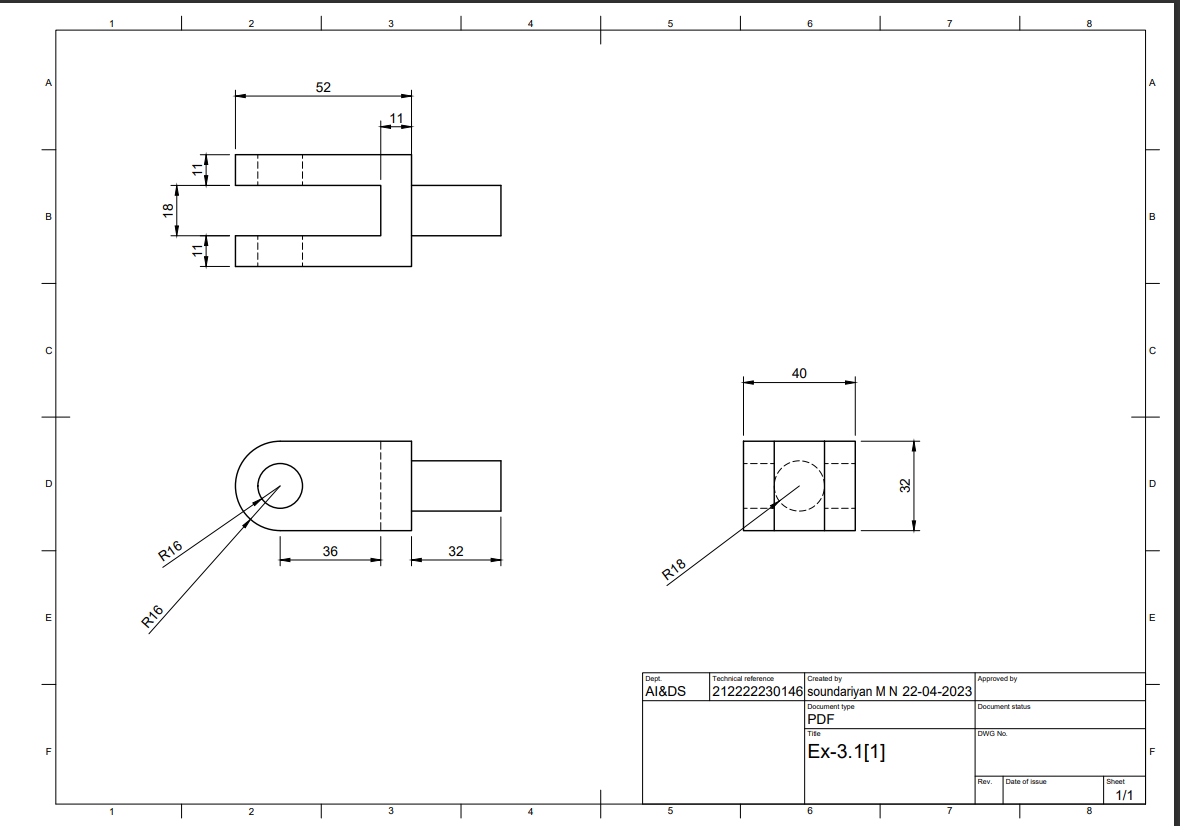 1 2 3 4 5 6 7 8
A A
52
11
11
18
11
B B
C C
40
32
D D
R16
36 32
R16
R18
E E
Dept. Technical reference Created by Approved by
AI&DS 212222230146 soundariyan M N 22-04-2023
Document type Document status
PDF
Title DWG No.
Ex-3.1[1]
F F
Rev. Date of issue Sheet
1/1
1 2 3 4 5 6 7 8